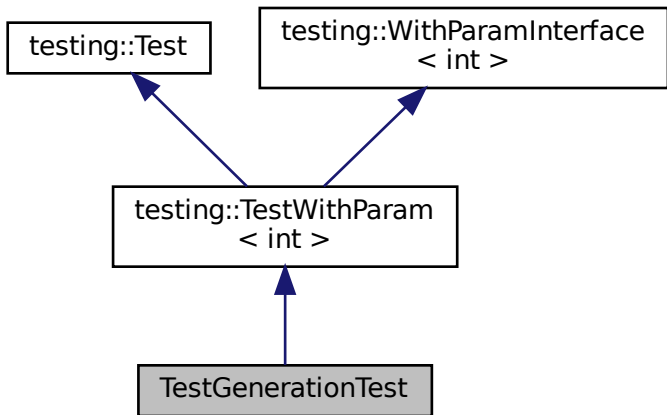 testing::Test
testing::WithParamInterface
< int >
testing::TestWithParam
< int >
TestGenerationTest